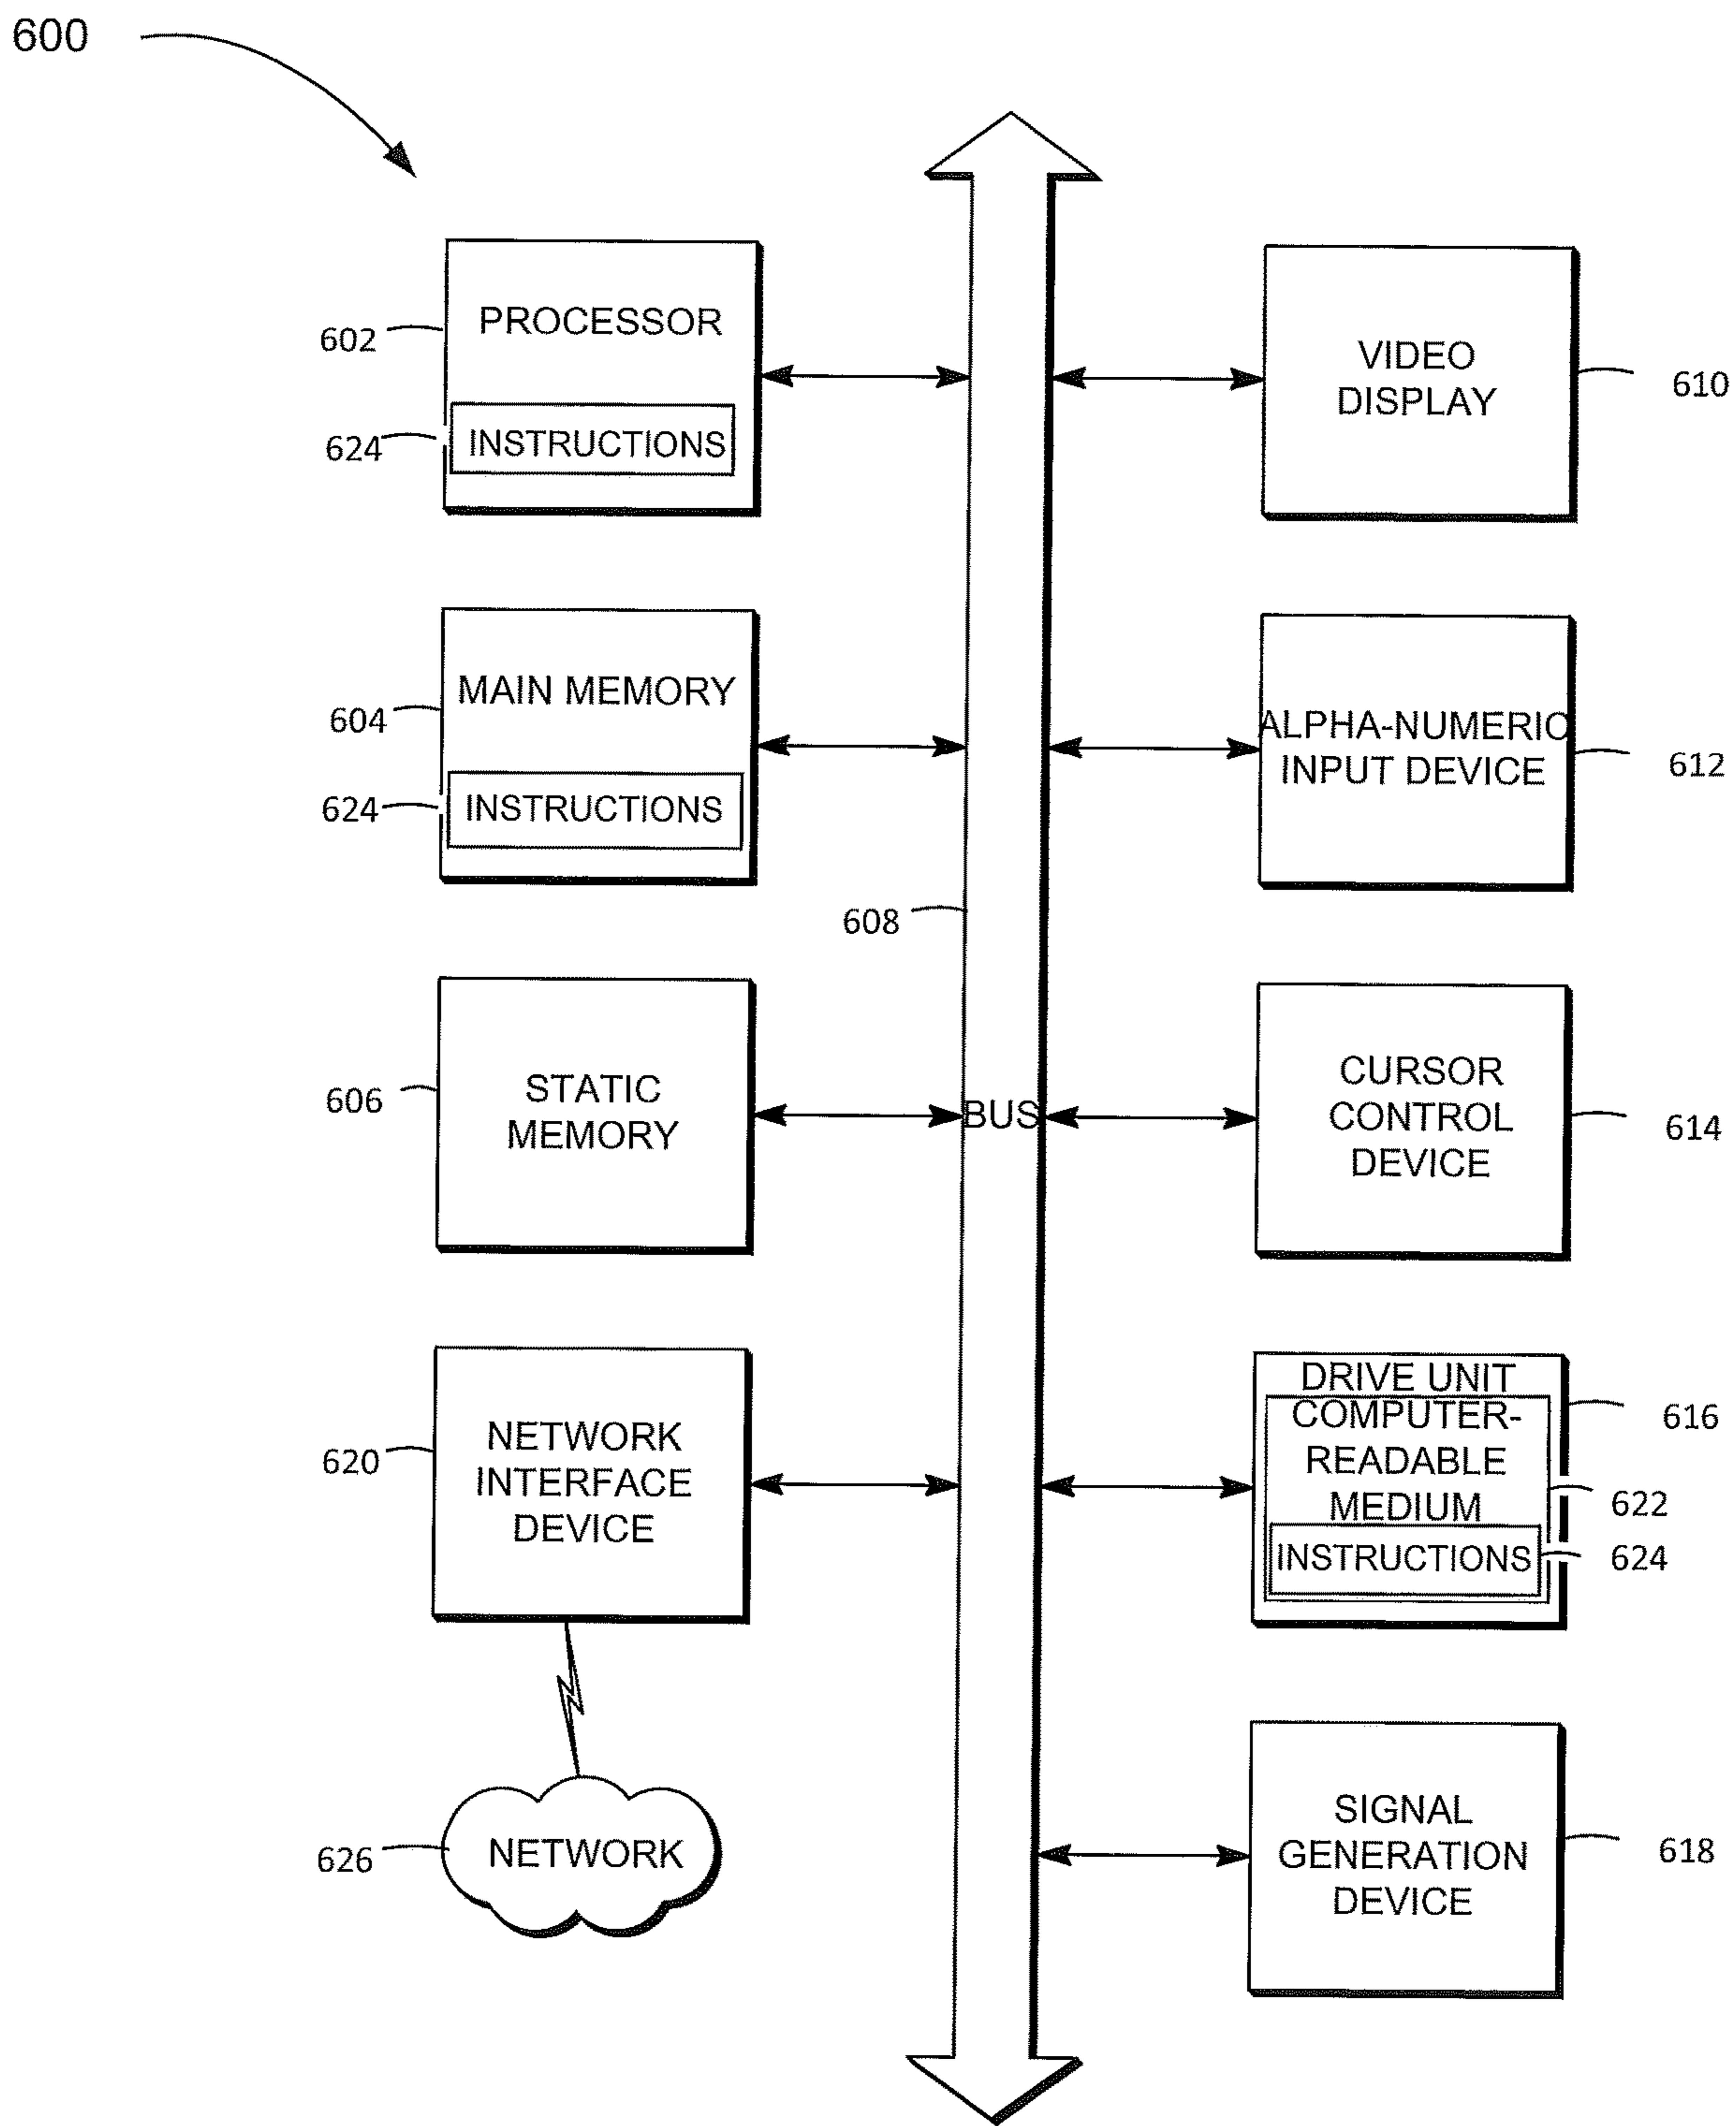 600
PROCESSOR
602
624
INSTRUCTIONS
MAIN MEMORY
604
624
INSTRUCTIONS
608
STATIC
MEMORY
606
BUS
NETWORK
INTERFACE
DEVICE
620
NETWORK
626
VIDEO
DISPLAY
610
ALPHA-NUMERIC
INPUT DEVICE
612
CURSOR
CONTROL
DEVICE
614
DRIVE UNIT
616
COMPUTER-
READABLE
MEDIUM
622
INSTRUCTIONS
624
SIGNAL
GENERATION
DEVICE
618